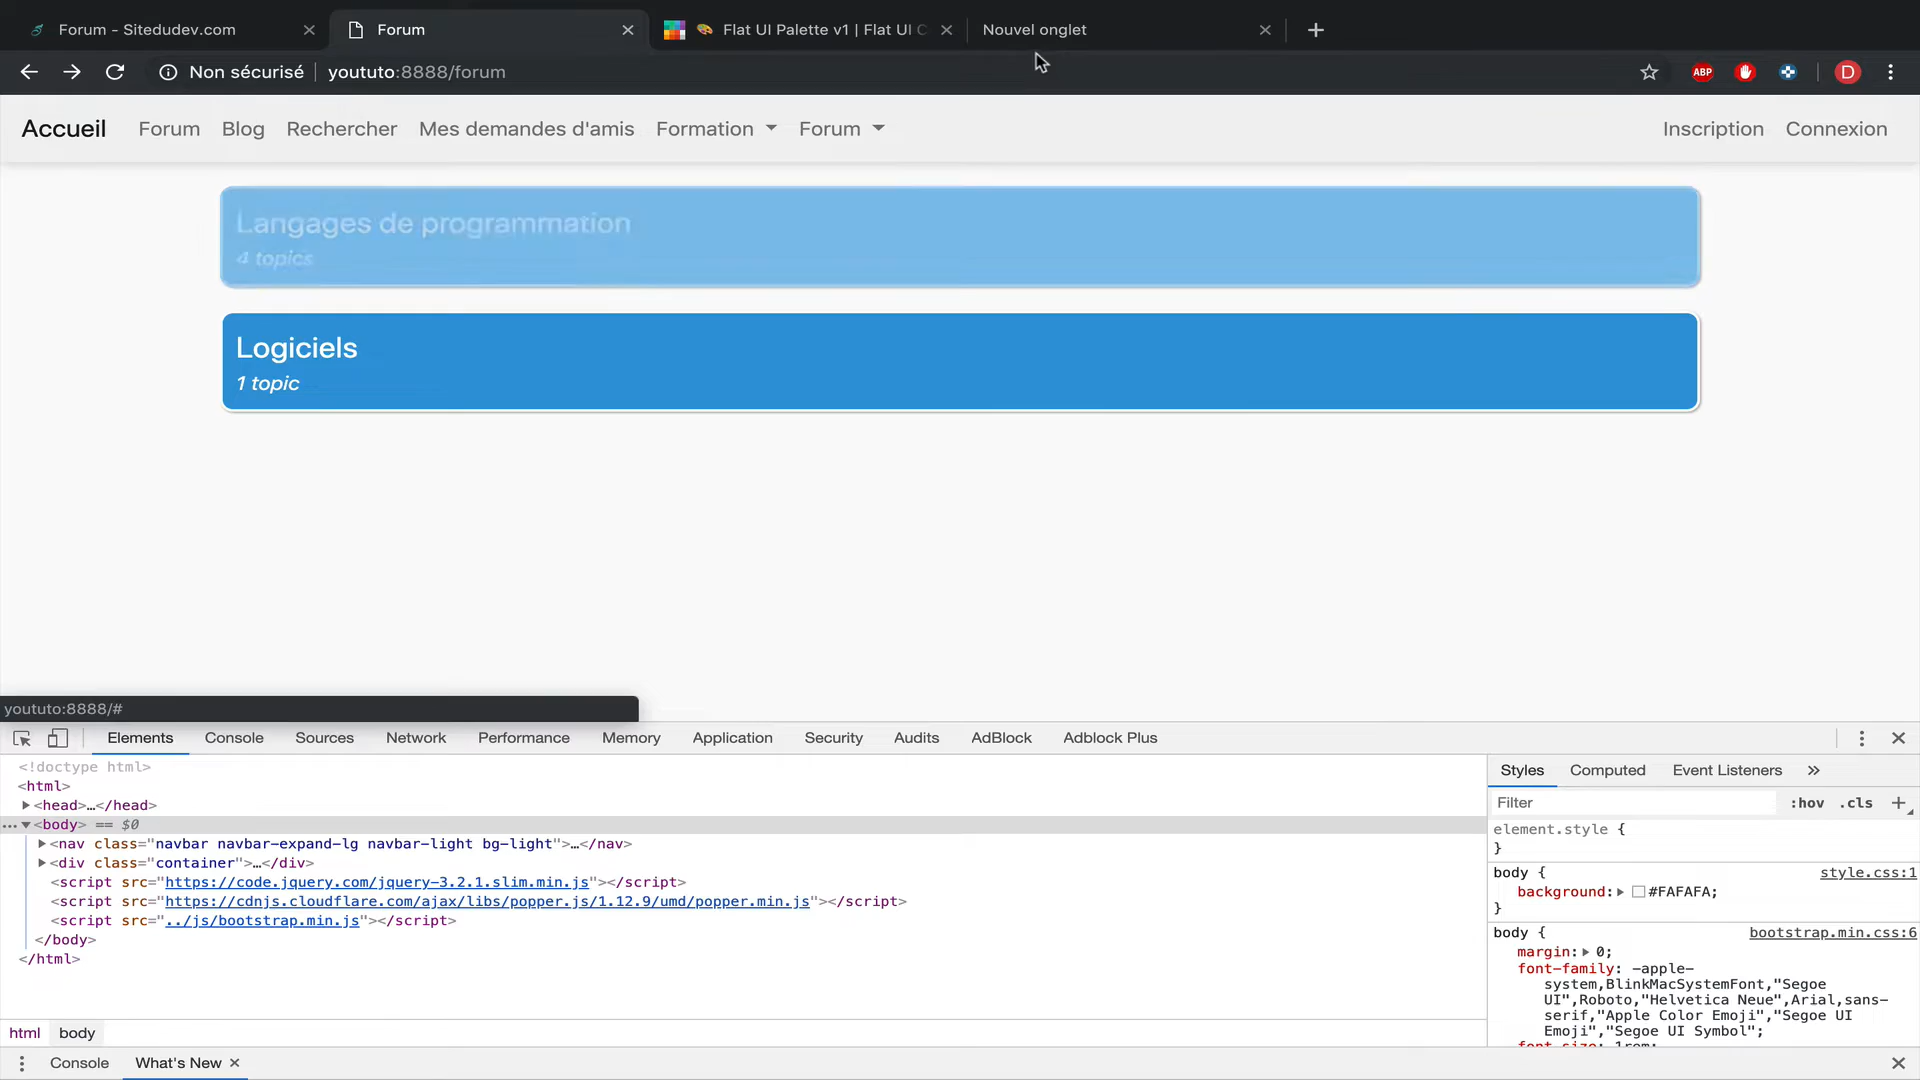 Forum - Sitedudev.com
Forum
Flat UI Palette v1 | Flat UI C
Nouvel onglet
Non sécurisé
yoututo:8888/forum
ABP
D
Accueil
Forum
Blog
Rechercher
Mes demandes d'amis
Formation
Forum
Inscription
Connexion
Langages de programmation
4 topics
Logiciels
1 topic
yoututo:8888/#
Elements
Console
Sources
Network
Performance
Memory
Application
Security
Audits
AdBlock
Adblock Plus
<!doctype html>
<html>
<head>…</head>
… <body> == $0
<nav class="navbar navbar-expand-lg navbar-light bg-light">…</nav>
<div class="container">…</div>
<script src="https://code.jquery.com/jquery-3.2.1.slim.min.js"></script>
<script src="https://cdnjs.cloudflare.com/ajax/libs/popper.js/1.12.9/umd/popper.min.js"></script>
<script src="../js/bootstrap.min.js"></script>
</body>
</html>
html
body
Styles
Computed
Event Listeners
»
Filter
:hov
.cls
+
element.style {
}
body {
style.css:1
background: #FAFAFA;
}
body {
bootstrap.min.css:6
margin: 0;
font-family: -apple-
system,BlinkMacSystemFont,"Segoe
UI",Roboto,"Helvetica Neue",Arial,sans-
serif,"Apple Color Emoji","Segoe UI
Emoji","Segoe UI Symbol";
font-size: 1rem;
Console
What's New